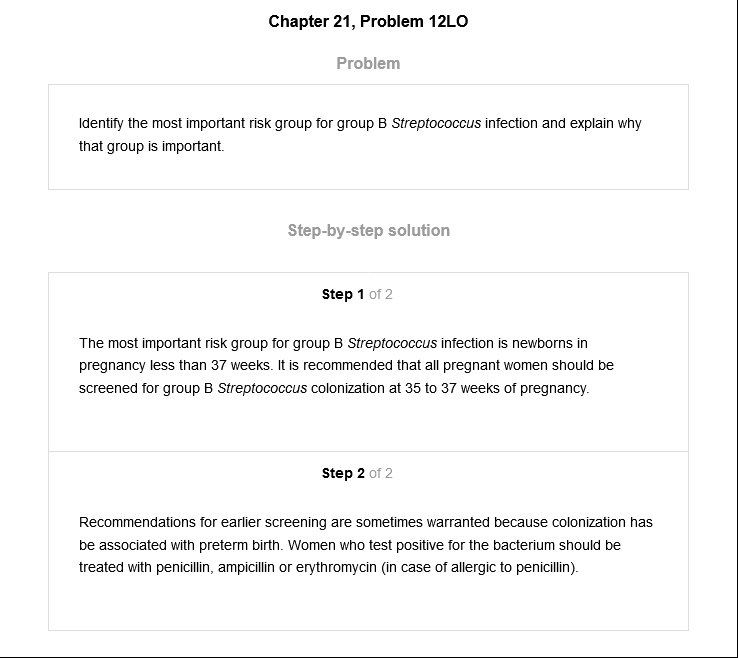 Chapter 21, Problem 12LO
Problem
Identify the most important risk group for group B Streptococcus infection and explain why
that group is important.
Step-by-step solution
Step 1 of 2
The most important risk group for group B Streptococcus infection is newborns in
pregnancy less than 37 weeks. It is recommended that all pregnant women should be
screened for group B Streptococcus colonization at 35 to 37 weeks of pregnancy.
Step 2 of 2
Recommendations for earlier screening are sometimes warranted because colonization has
be associated with preterm birth. Women who test positive for the bacterium should be
treated with penicillin, ampicillin or erythromycin (in case of allergic to penicillin).